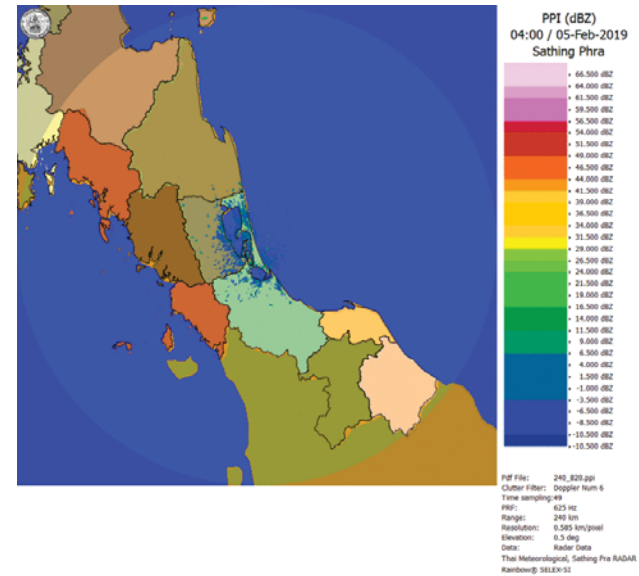 PPI (dBZ)
04:00 / 05-Feb-2019
Sathing Phra
66.500 dBZ
64.000 dBZ
61.500 dBZ
59.500 dBZ
56.500 dBZ
54.000 dBZ
51.500 dBZ
49.000 dBZ
46.500 dBZ
44.000 dBZ
41.500 dBZ
39.000 dBZ
36.500 dBZ
34.000 dBZ
31.500 dBZ
29.000 dBZ
26.500 dBZ
24.000 dBZ
21.500 dBZ
19.000 dBZ
16.500 dBZ
14.000 dBZ
11.500 dBZ
9.000 dBZ
6.500 dBZ
4.000 dBZ
1.500 dBZ
-1.000 dBZ
-3.500 dBZ
-6.500 dBZ
-8.500 dBZ
-10.500 dBZ
-10.500 dBZ
Pdf File: 240_820.ppi
Clutter Filter: Doppler Num 6
Time sampling:49
PRF: 625 Hz
Range: 240 km
Resolution: 0.585 km/pixel
Elevation: 0.5 deg
Data: Radar Data
Thai Meteorological, Sathing Pra RADAR
Rainbow® SELEX-SI